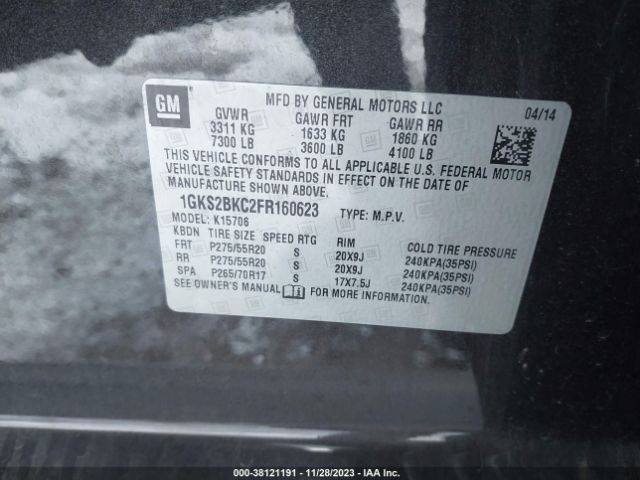 GM
MFD BY GENERAL MOTORS LLC
04/14
GVWR GAWR FRT GAWR RR
3311 KG 1633 KG 1860 KG
7300 LB 3600 LB 4100 LB
THIS VEHICLE CONFORMS TO ALL APPLICABLE U.S. FEDERAL MOTOR
VEHICLE SAFETY STANDARDS IN EFFECT ON THE DATE OF
MANUFACTURE SHOWN ABOVE.
1GKS2BKC2FR160623 TYPE: M.P.V.
MODEL: K15706
KBDN TIRE SIZE SPEED RTG RIM COLD TIRE PRESSURE
FRT P275/55R20 S 20X9J 240KPA(35PSI)
RR P275/55R20 S 20X9J 240KPA(35PSI)
SPA P265/70R17 S 17X7.5J 240KPA(35PSI)
SEE OWNER'S MANUAL FOR MORE INFORMATION.
000-38121191 - 11/28/2023 - IAA Inc.